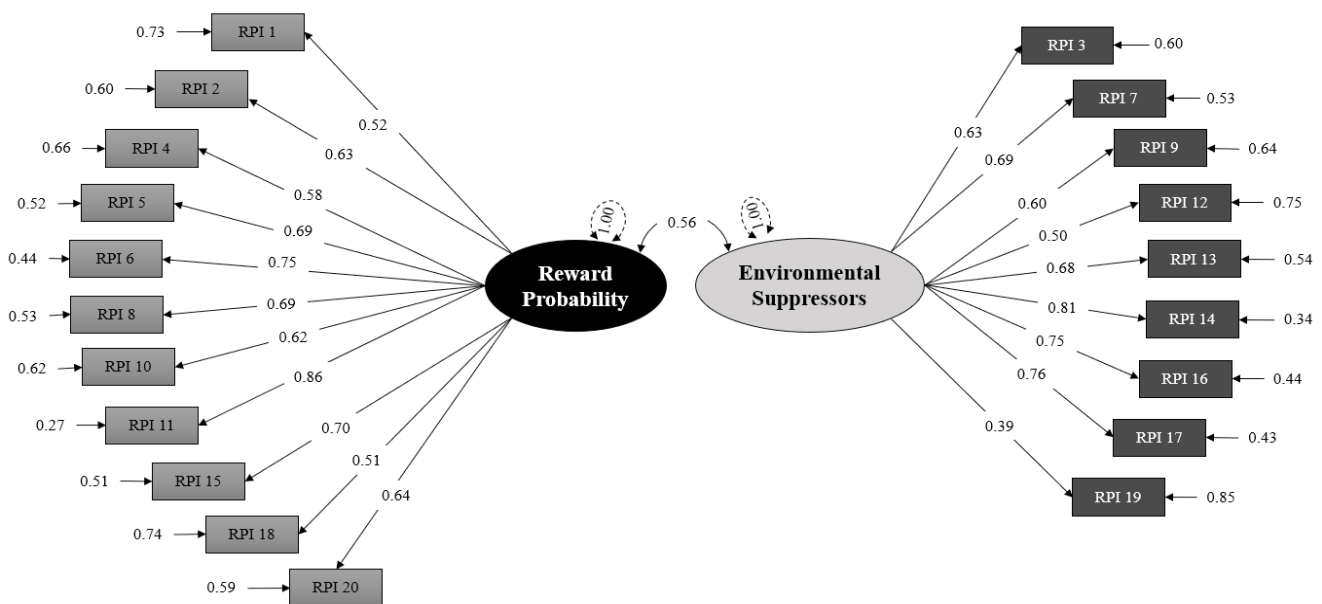 0.73
RPI 1
0.60
RPI 2
0.66
RPI 4
0.52
RPI 5
0.44
RPI 6
0.53
RPI 8
0.62
RPI 10
0.27
RPI 11
0.51
RPI 15
0.74
RPI 18
0.59
RPI 20
0.52
0.63
0.58
0.69
0.75
0.69
0.62
0.86
0.70
0.51
0.64
1.00
Reward
Probability
0.56
1.00
Environmental
Suppressors
0.63
0.69
0.60
0.50
0.68
0.81
0.75
0.76
0.39
RPI 3
0.60
RPI 7
0.53
RPI 9
0.64
RPI 12
0.75
RPI 13
0.54
RPI 14
0.34
RPI 16
0.44
RPI 17
0.43
RPI 19
0.85